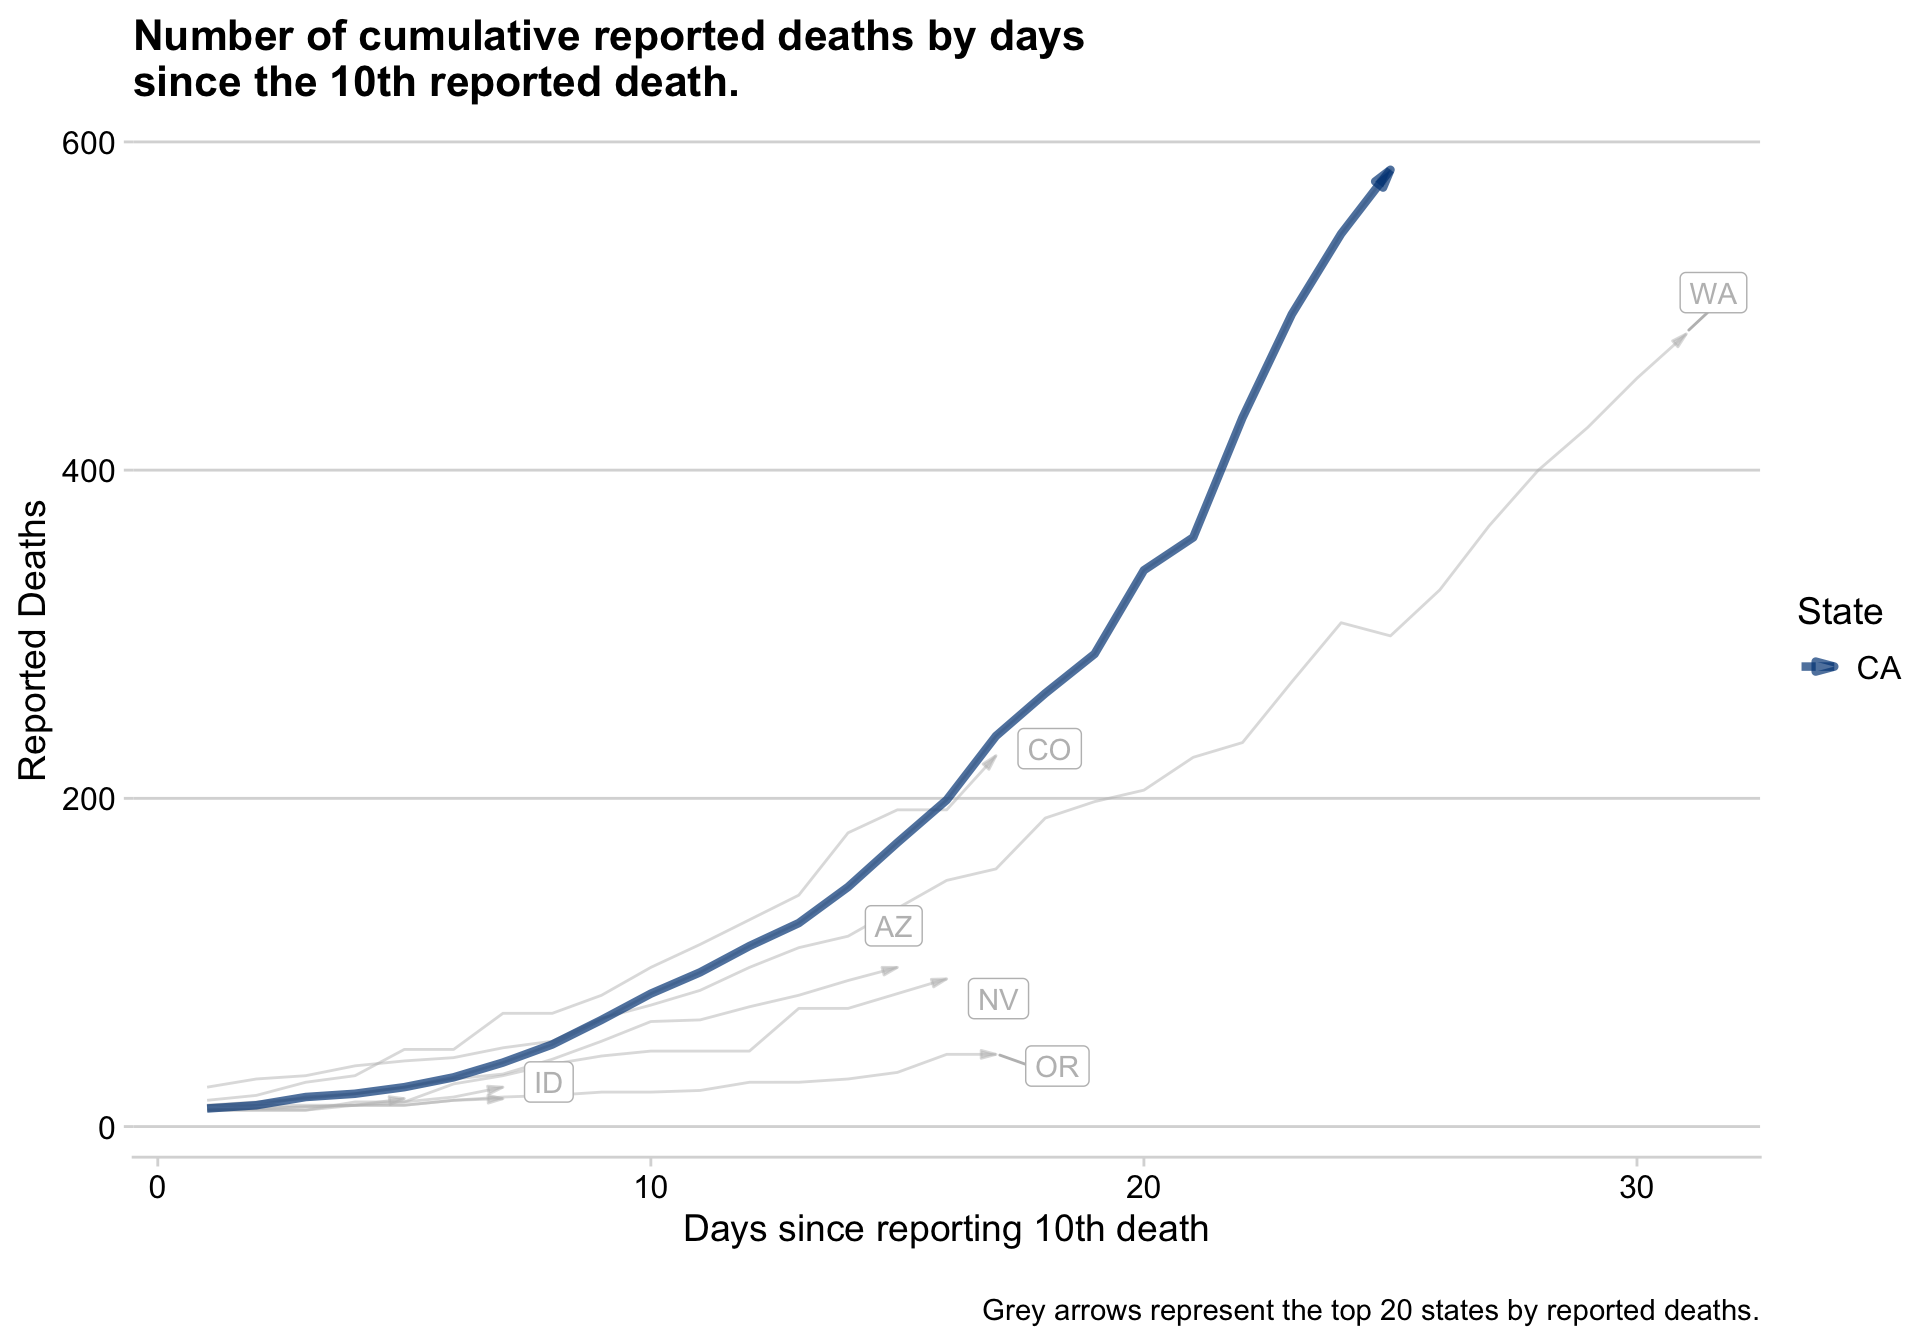 Number of cumulative reported deaths by days
since the 10th reported death.
600
400
200
0
Reported Deaths
WA
CO
AZ
NV
OR
ID
State
CA
0 10 20 30
Days since reporting 10th death
Grey arrows represent the top 20 states by reported deaths.